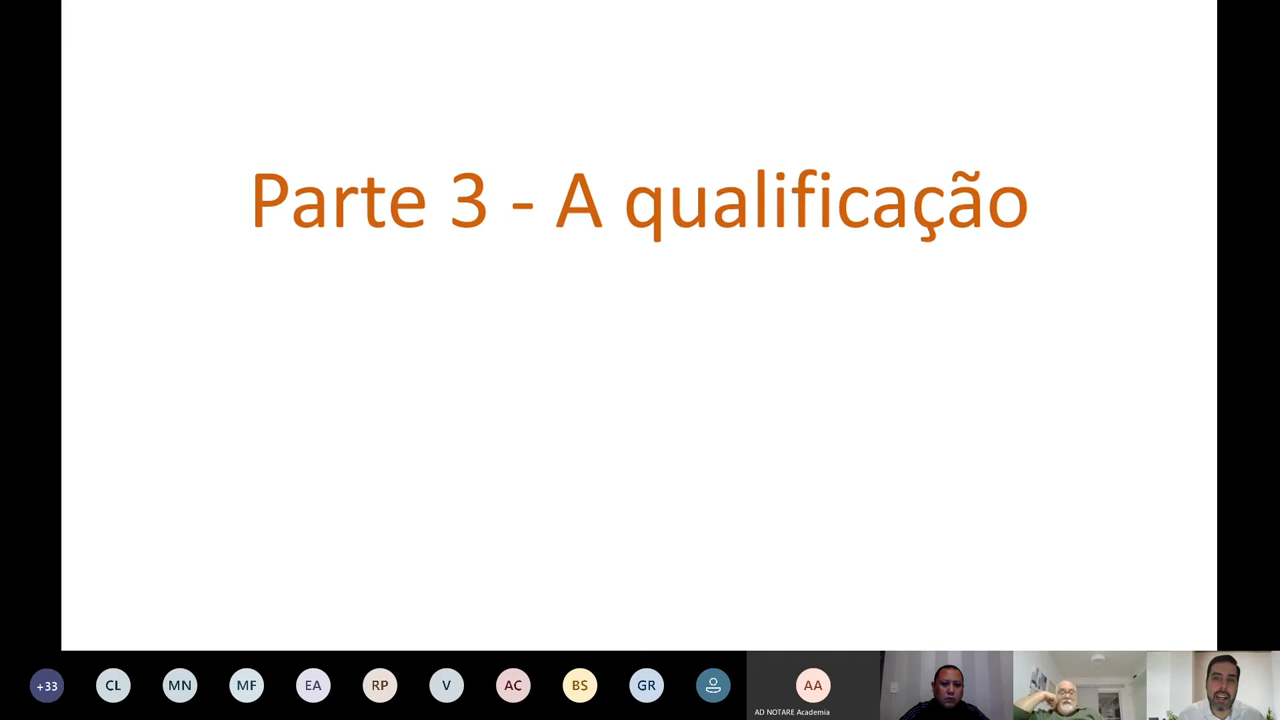 Parte 3 - A qualificação
+33
CL
MN
MF
EA
RP
V
AC
BS
GR
AA
AD NOTARE Academia